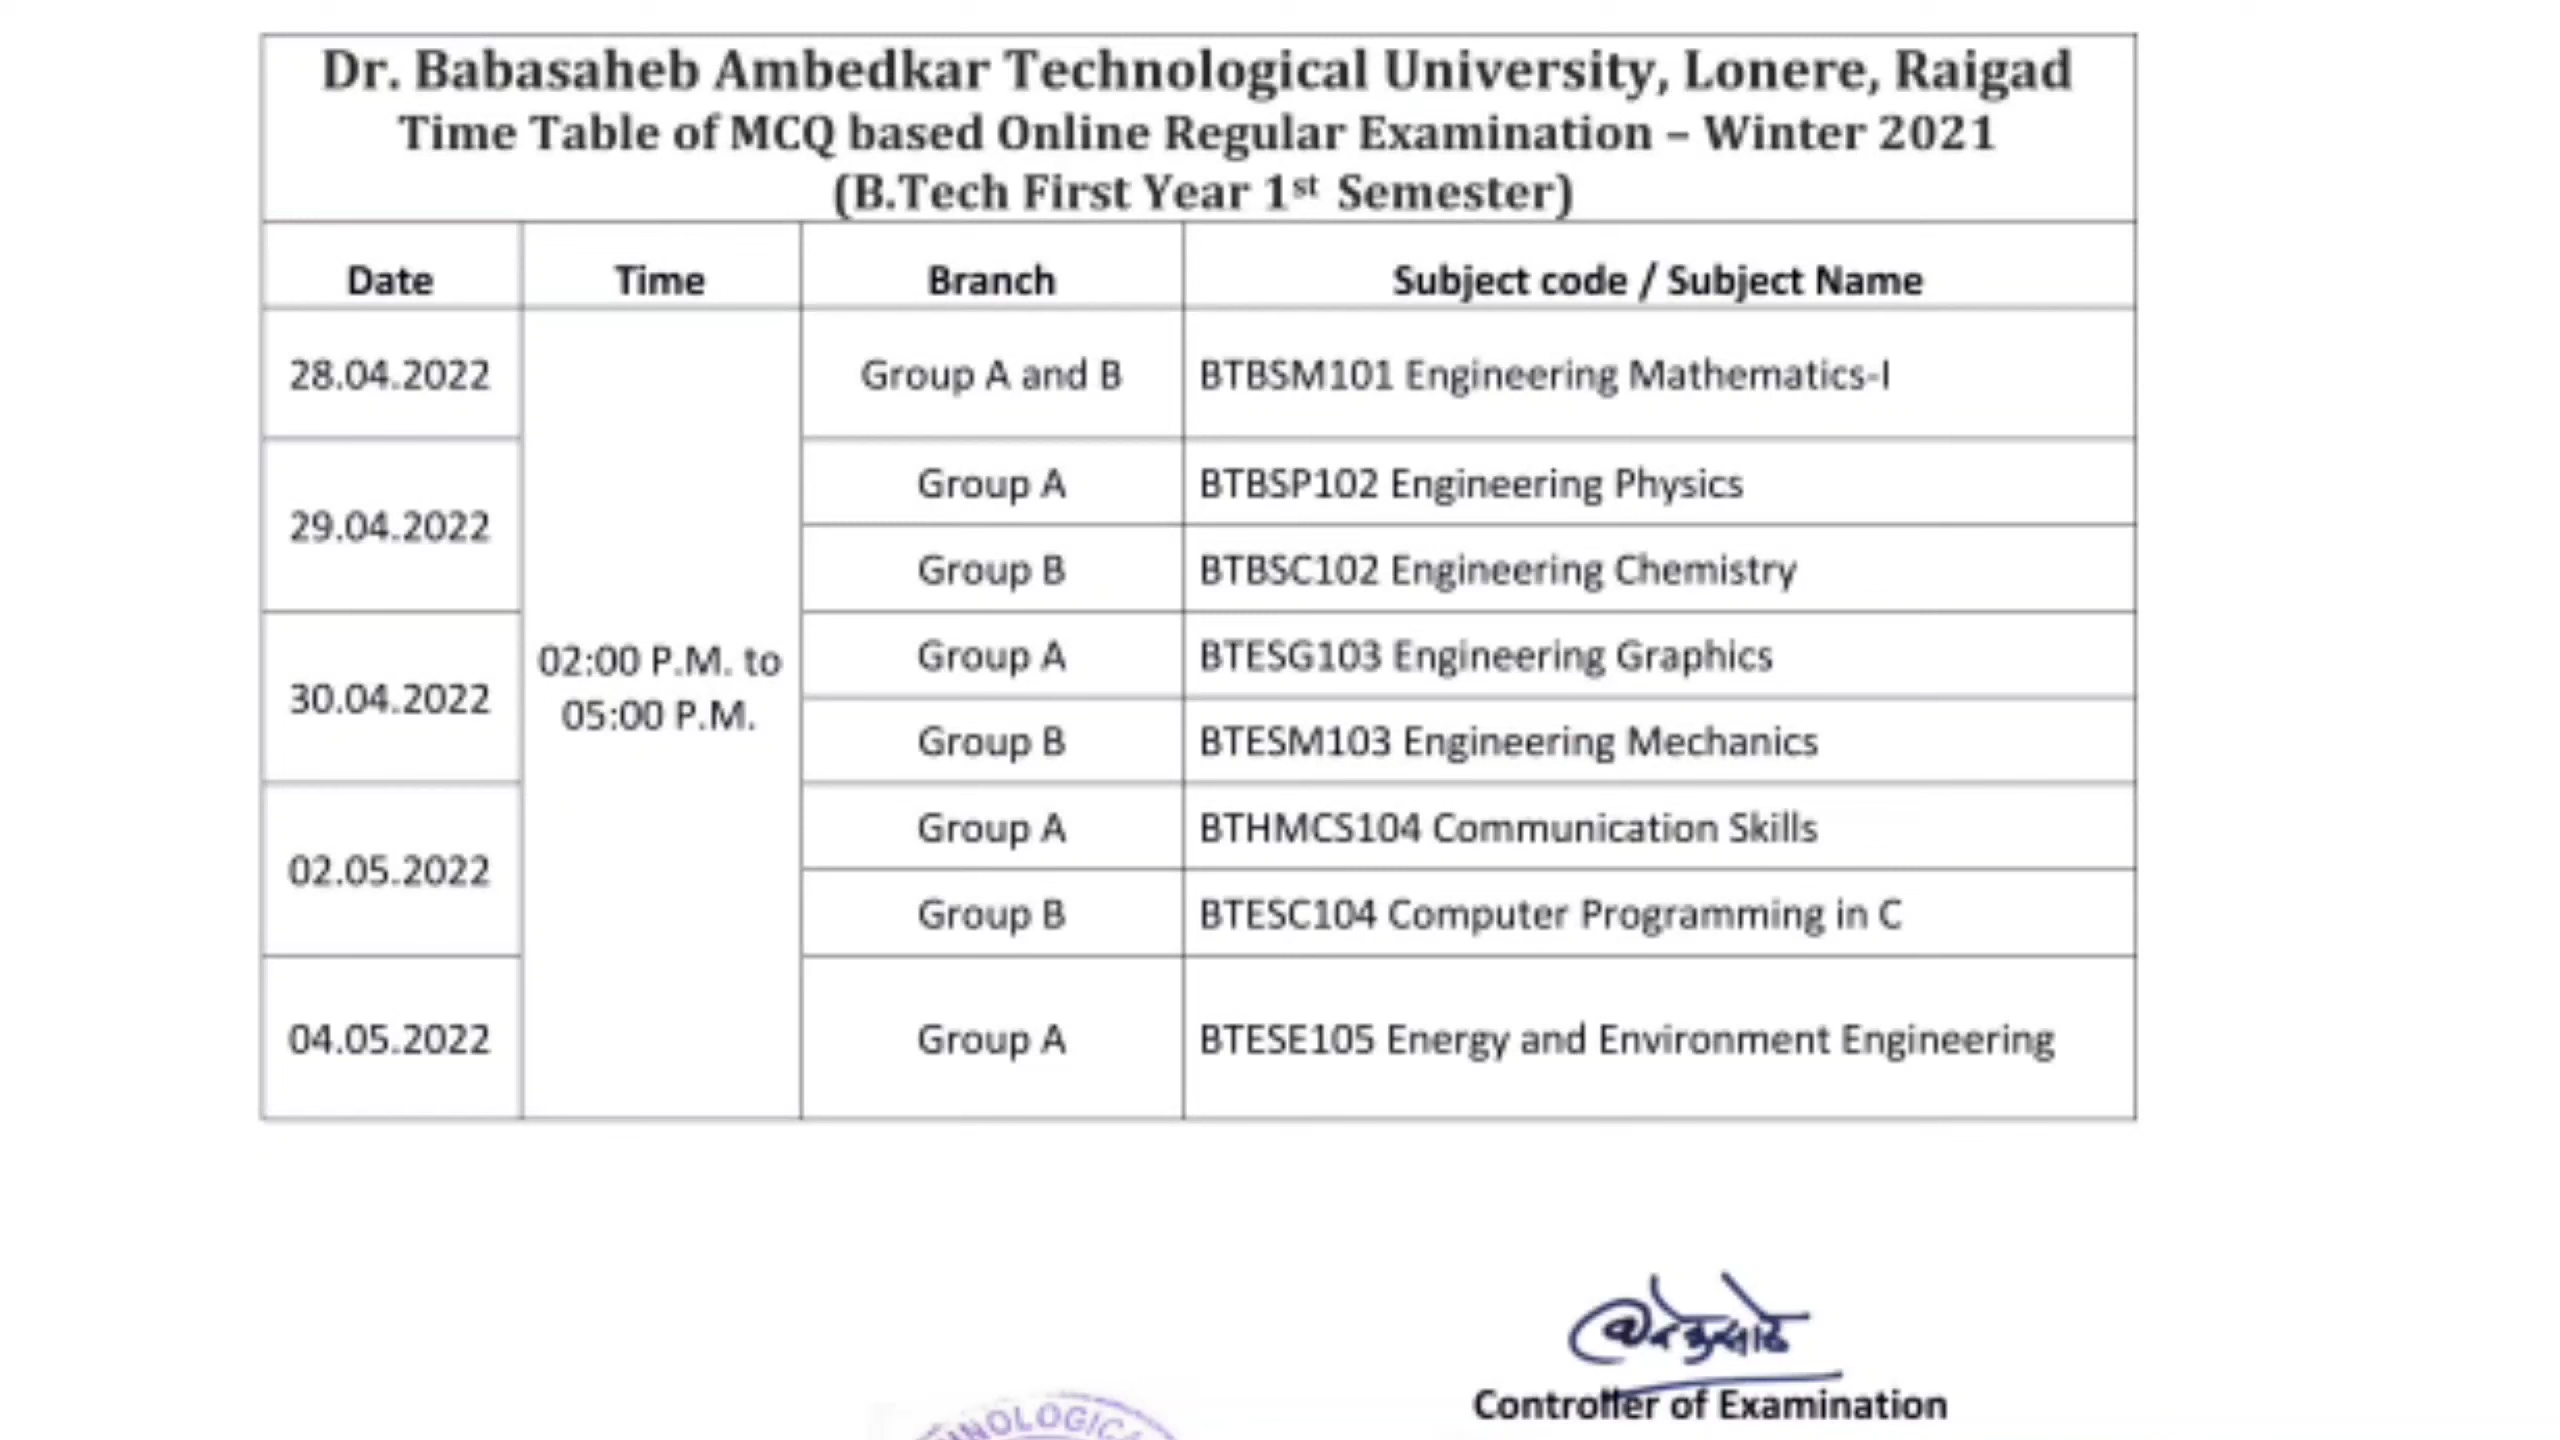 Dr. Babasaheb Ambedkar Technological University, Lonere, Raigad
Time Table of MCQ based Online Regular Examination – Winter 2021
(B.Tech First Year 1st Semester)
Date Time Branch Subject code / Subject Name
28.04.2022 Group A and B BTBSM101 Engineering Mathematics-I
29.04.2022 Group A BTBSP102 Engineering Physics
Group B BTBSC102 Engineering Chemistry
02:00 P.M. to
05:00 P.M.
30.04.2022 Group A BTESG103 Engineering Graphics
Group B BTESM103 Engineering Mechanics
02.05.2022 Group A BTHMCS104 Communication Skills
Group B BTESC104 Computer Programming in C
04.05.2022 Group A BTESE105 Energy and Environment Engineering
Controller of Examination